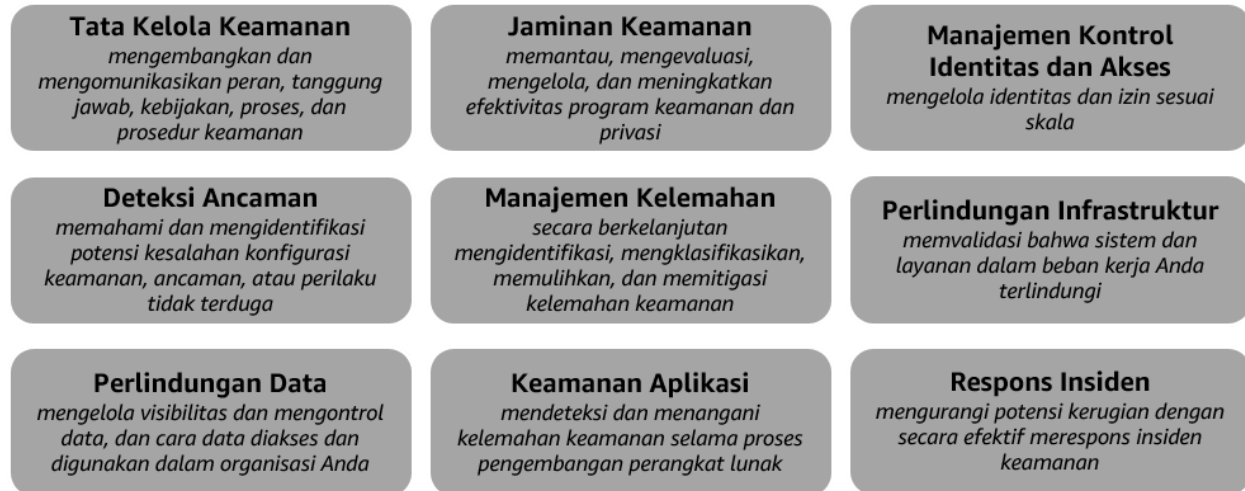 Tata Kelola Keamanan
mengembangkan dan
mengomunikasikan peran, tanggung
jawab, kebijakan, proses, dan
prosedur keamanan
Jaminan Keamanan
memantau, mengevaluasi,
mengelola, dan meningkatkan
efektivitas program keamanan dan
privasi
Manajemen Kontrol
Identitas dan Akses
mengelola identitas dan izin sesuai
skala
Deteksi Ancaman
memahami dan mengidentifikasi
potensi kesalahan konfigurasi
keamanan, ancaman, atau perilaku
tidak terduga
Manajemen Kelemahan
secara berkelanjutan
mengidentifikasi, mengklasifikasikan,
memulihkan, dan memitigasi
kelemahan keamanan
Perlindungan Infrastruktur
memvalidasi bahwa sistem dan
layanan dalam beban kerja Anda
terlindungi
Perlindungan Data
mengelola visibilitas dan mengontrol
data, dan cara data diakses dan
digunakan dalam organisasi Anda
Keamanan Aplikasi
mendeteksi dan menangani
kelemahan keamanan selama proses
pengembangan perangkat lunak
Respons Insiden
mengurangi potensi kerugian dengan
secara efektif merespons insiden
keamanan